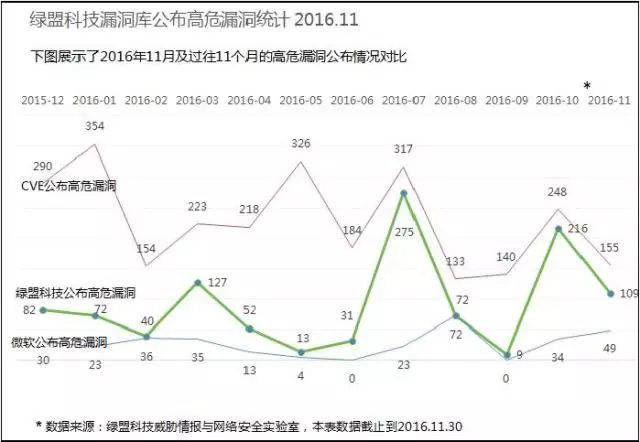 绿盟科技漏洞库公布高危漏洞统计 2016.11
下图展示了2016年11月及过往11个月的高危漏洞公布情况对比
*
2015-12 2016-01 2016-02 2016-03 2016-04 2016-05 2016-06 2016-07 2016-08 2016-09 2016-10 2016-11
290 354 154 223 218 326 184 317 133 140 248 155
CVE公布高危漏洞
绿盟科技公布高危漏洞
82 72 40 127 52 13 31 275 72 9 216 109
微软公布高危漏洞
30 23 36 35 13 4 0 23 72 0 34 49
* 数据来源：绿盟科技威胁情报与网络安全实验室，本表数据截止到2016.11.30